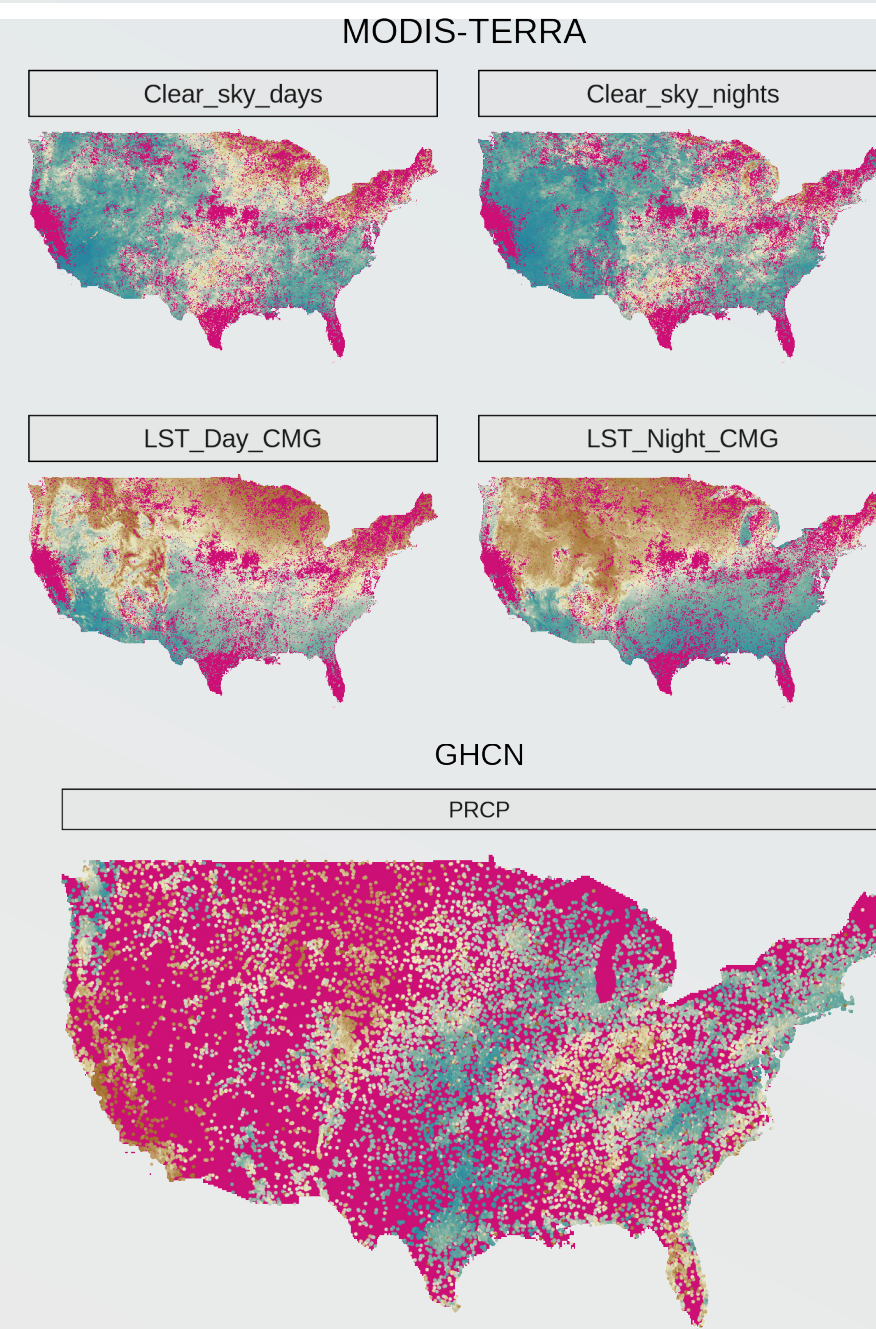 MODIS-TERRA
Clear_sky_days
Clear_sky_nights
LST_Day_CMG
LST_Night_CMG
GHCN
PRCP